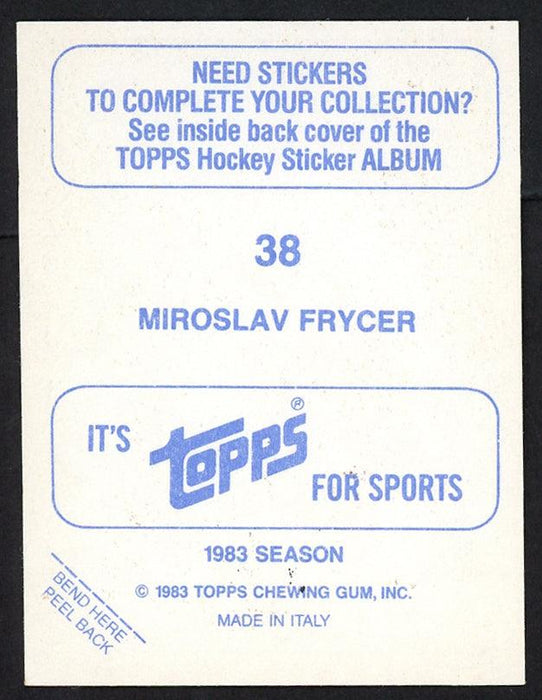 NEED STICKERS
TO COMPLETE YOUR COLLECTION?
See inside back cover of the
TOPPS Hockey Sticker ALBUM
38
MIROSLAV FRYCER
IT'S
topps®
FOR SPORTS
1983 SEASON
© 1983 TOPPS CHEWING GUM, INC.
MADE IN ITALY
BEND HERE
PEEL BACK